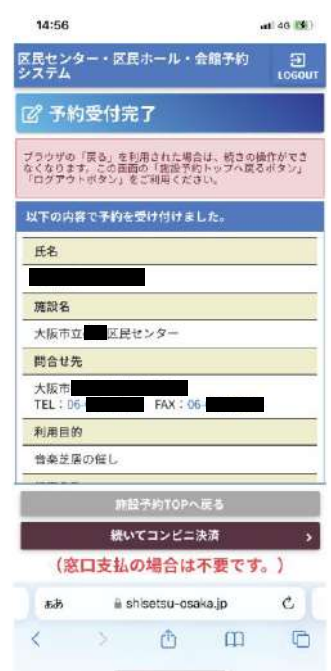 14:56
4G
区民センター・区民ホール・会館予約
システム
LOGOUT
予約受付完了
ブラウザの「戻る」を利用された場合は、続きの操作ができ
なくなります。この画面の「施設予約トップへ戻るボタン」
「ログアウトボタン」をご利用ください。
以下の内容で予約を受け付けました。
氏名
施設名
大阪市立 区民センター
問合せ先
大阪市
TEL：06- FAX：06-
利用目的
音楽芝居の催し
施設予約TOPへ戻る
続いてコンビニ決済
（窓口支払の場合は不要です。）
ぁあ
shisetsu-osaka.jp